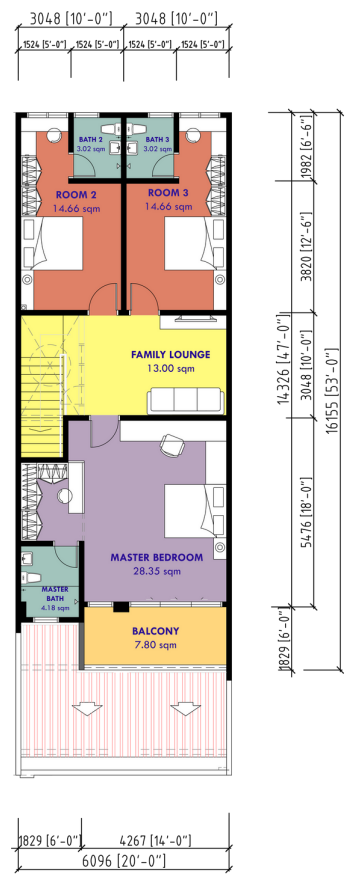 3048 [10'-0"]
3048 [10'-0"]
1524 [5'-0"]
1524 [5'-0"]
1524 [5'-0"]
1524 [5'-0"]
BATH 2
3.02 sqm
BATH 3
3.02 sqm
1982 [6'-6"]
ROOM 2
14.66 sqm
ROOM 3
14.66 sqm
3820 [12'-6"]
FAMILY LOUNGE
13.00 sqm
3048 [10'-0"]
14326 [47'-0"]
16155 [53'-0"]
5476 [18'-0"]
MASTER BEDROOM
28.35 sqm
MASTER
BATH
4.18 sqm
BALCONY
7.80 sqm
1829 [6'-0"]
1829 [6'-0"]
4267 [14'-0"]
6096 [20'-0"]